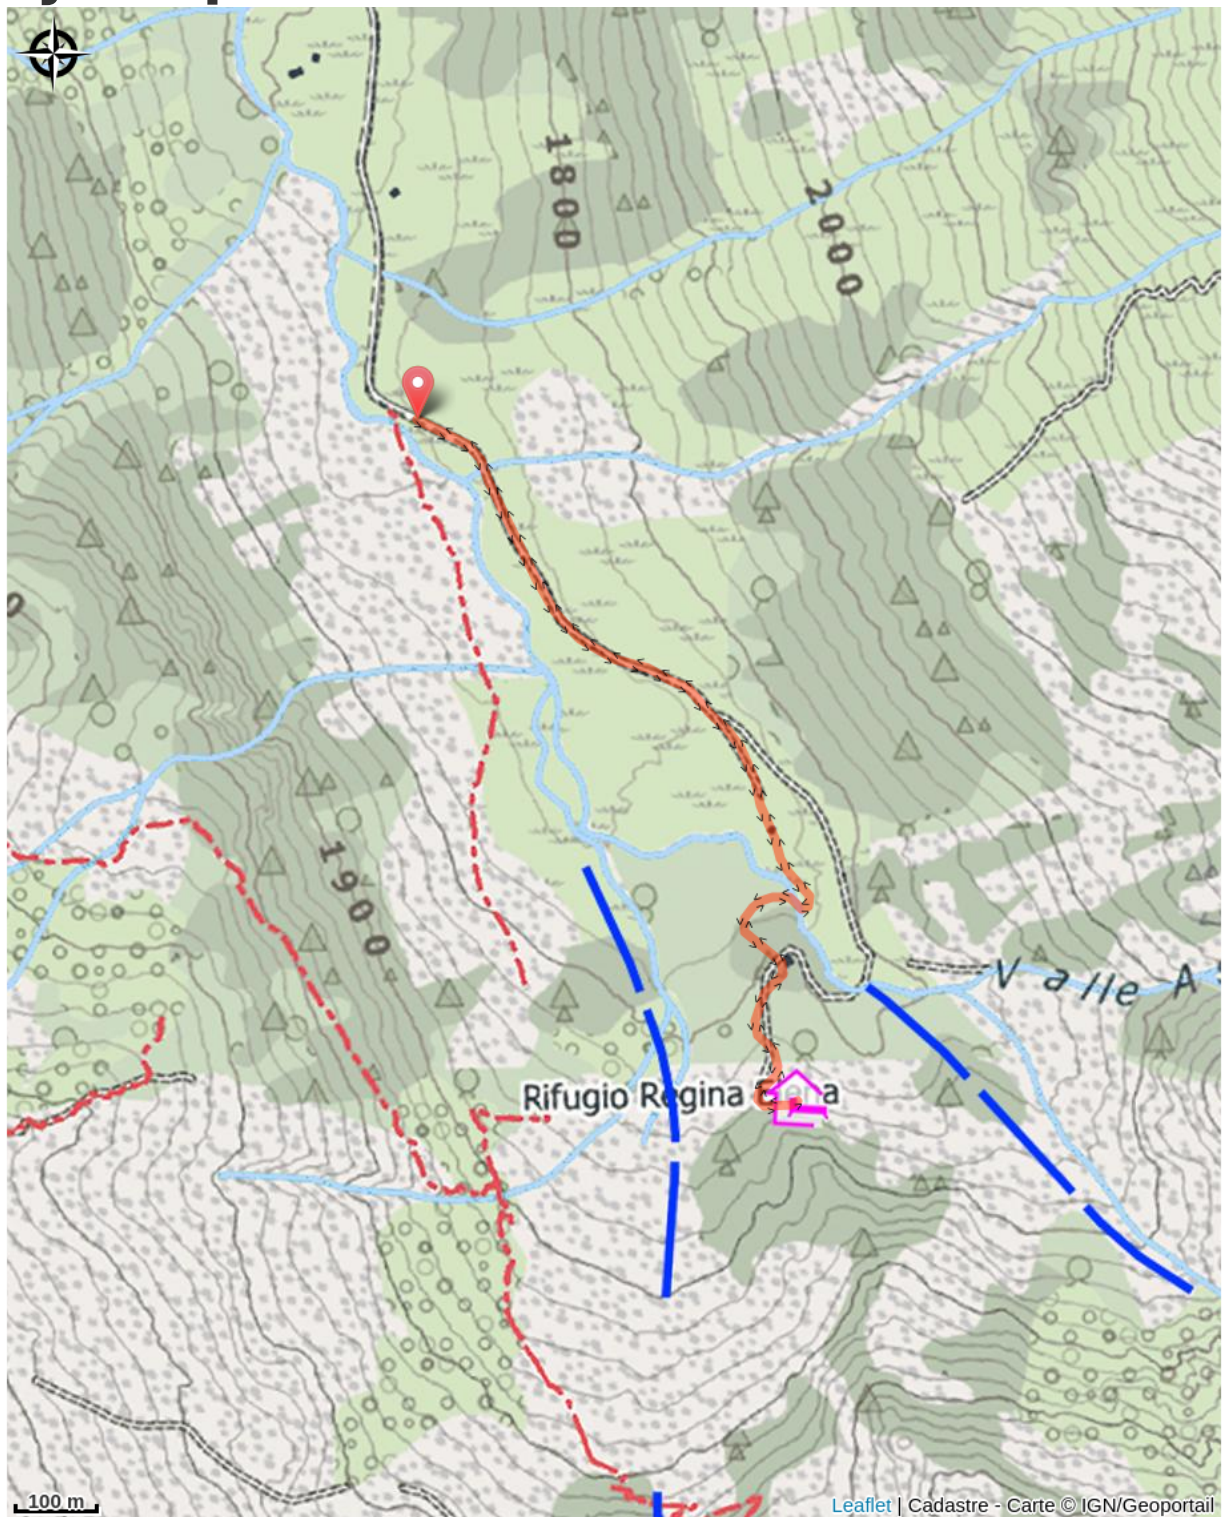 1800
2000
1900
Valle A
Rifugio Regina
a
100 m
Leaflet | Cadastre - Carte © IGN/Geoportail